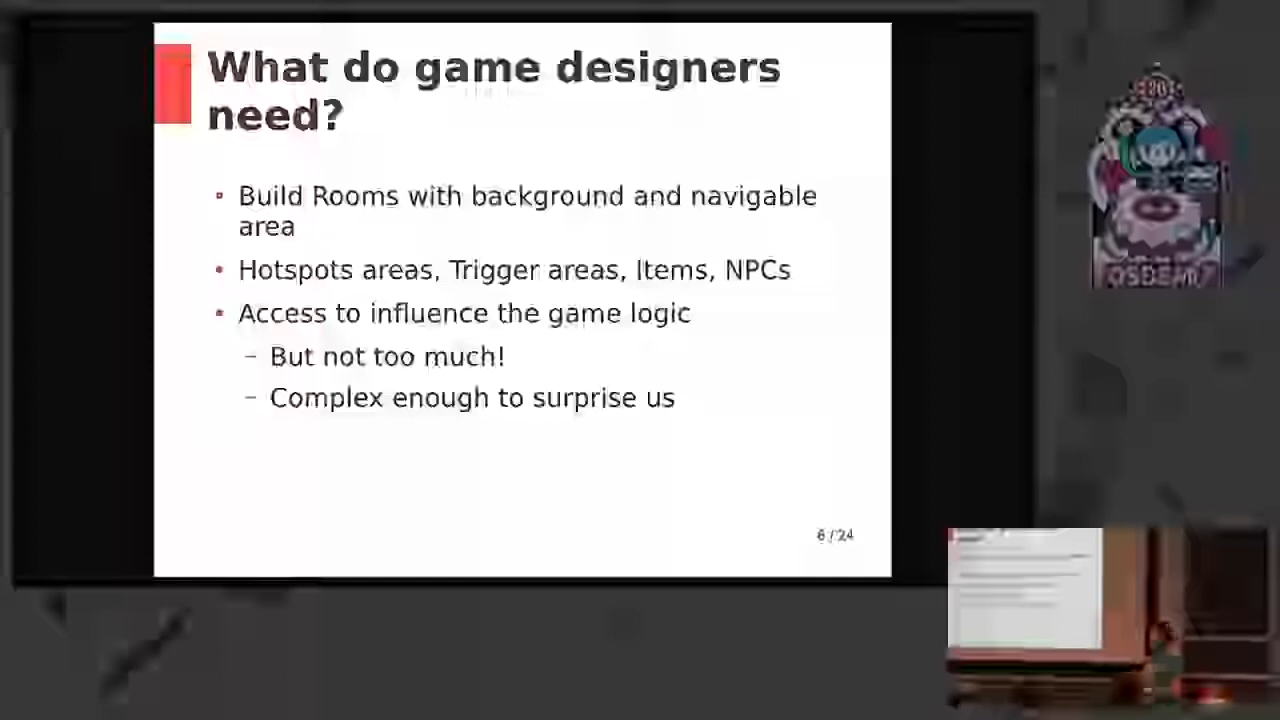 What do game designers
need?
Build Rooms with background and navigable
area
Hotspots areas, Trigger areas, Items, NPCs
Access to influence the game logic
– But not too much!
– Complex enough to surprise us
6 / 24